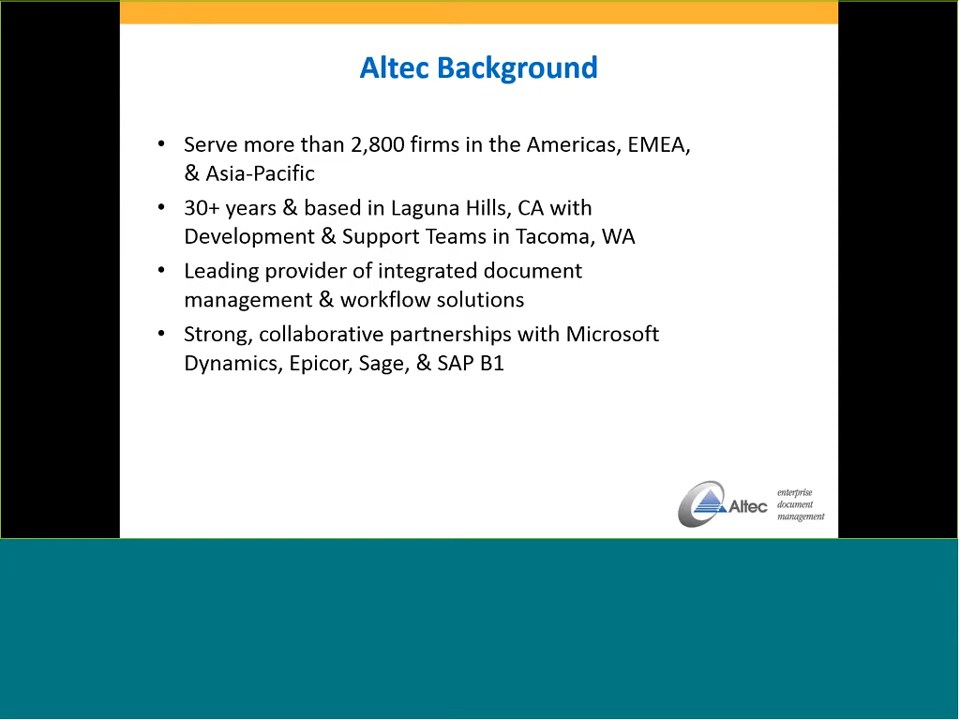 Altec Background
• Serve more than 2,800 firms in the Americas, EMEA,
& Asia-Pacific
• 30+ years & based in Laguna Hills, CA with
Development & Support Teams in Tacoma, WA
• Leading provider of integrated document
management & workflow solutions
• Strong, collaborative partnerships with Microsoft
Dynamics, Epicor, Sage, & SAP B1
Altec
enterprise
document
management